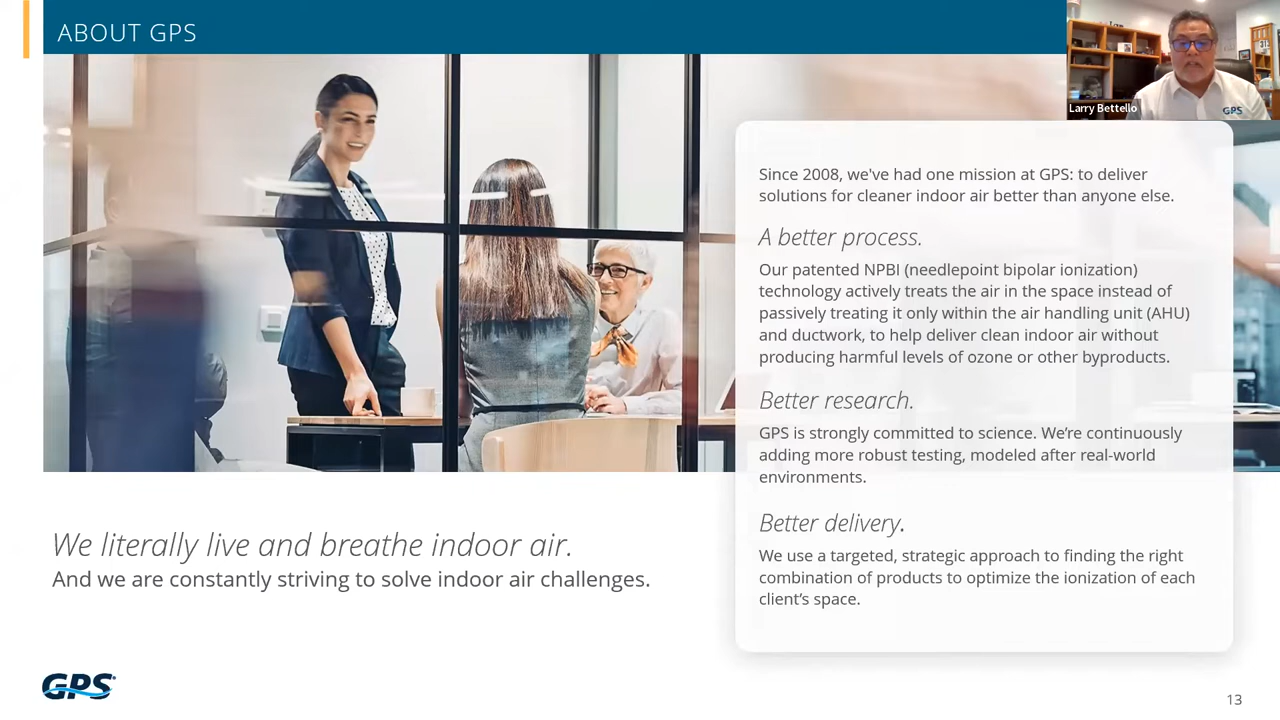 ABOUT GPS
Larry Bettello
GPS
Since 2008, we've had one mission at GPS: to deliver
solutions for cleaner indoor air better than anyone else.
A better process.
Our patented NPBI (needlepoint bipolar ionization)
technology actively treats the air in the space instead of
passively treating it only within the air handling unit (AHU)
and ductwork, to help deliver clean indoor air without
producing harmful levels of ozone or other byproducts.
Better research.
GPS is strongly committed to science. We’re continuously
adding more robust testing, modeled after real-world
environments.
Better delivery.
We use a targeted, strategic approach to finding the right
combination of products to optimize the ionization of each
client’s space.
We literally live and breathe indoor air.
And we are constantly striving to solve indoor air challenges.
GPS
13